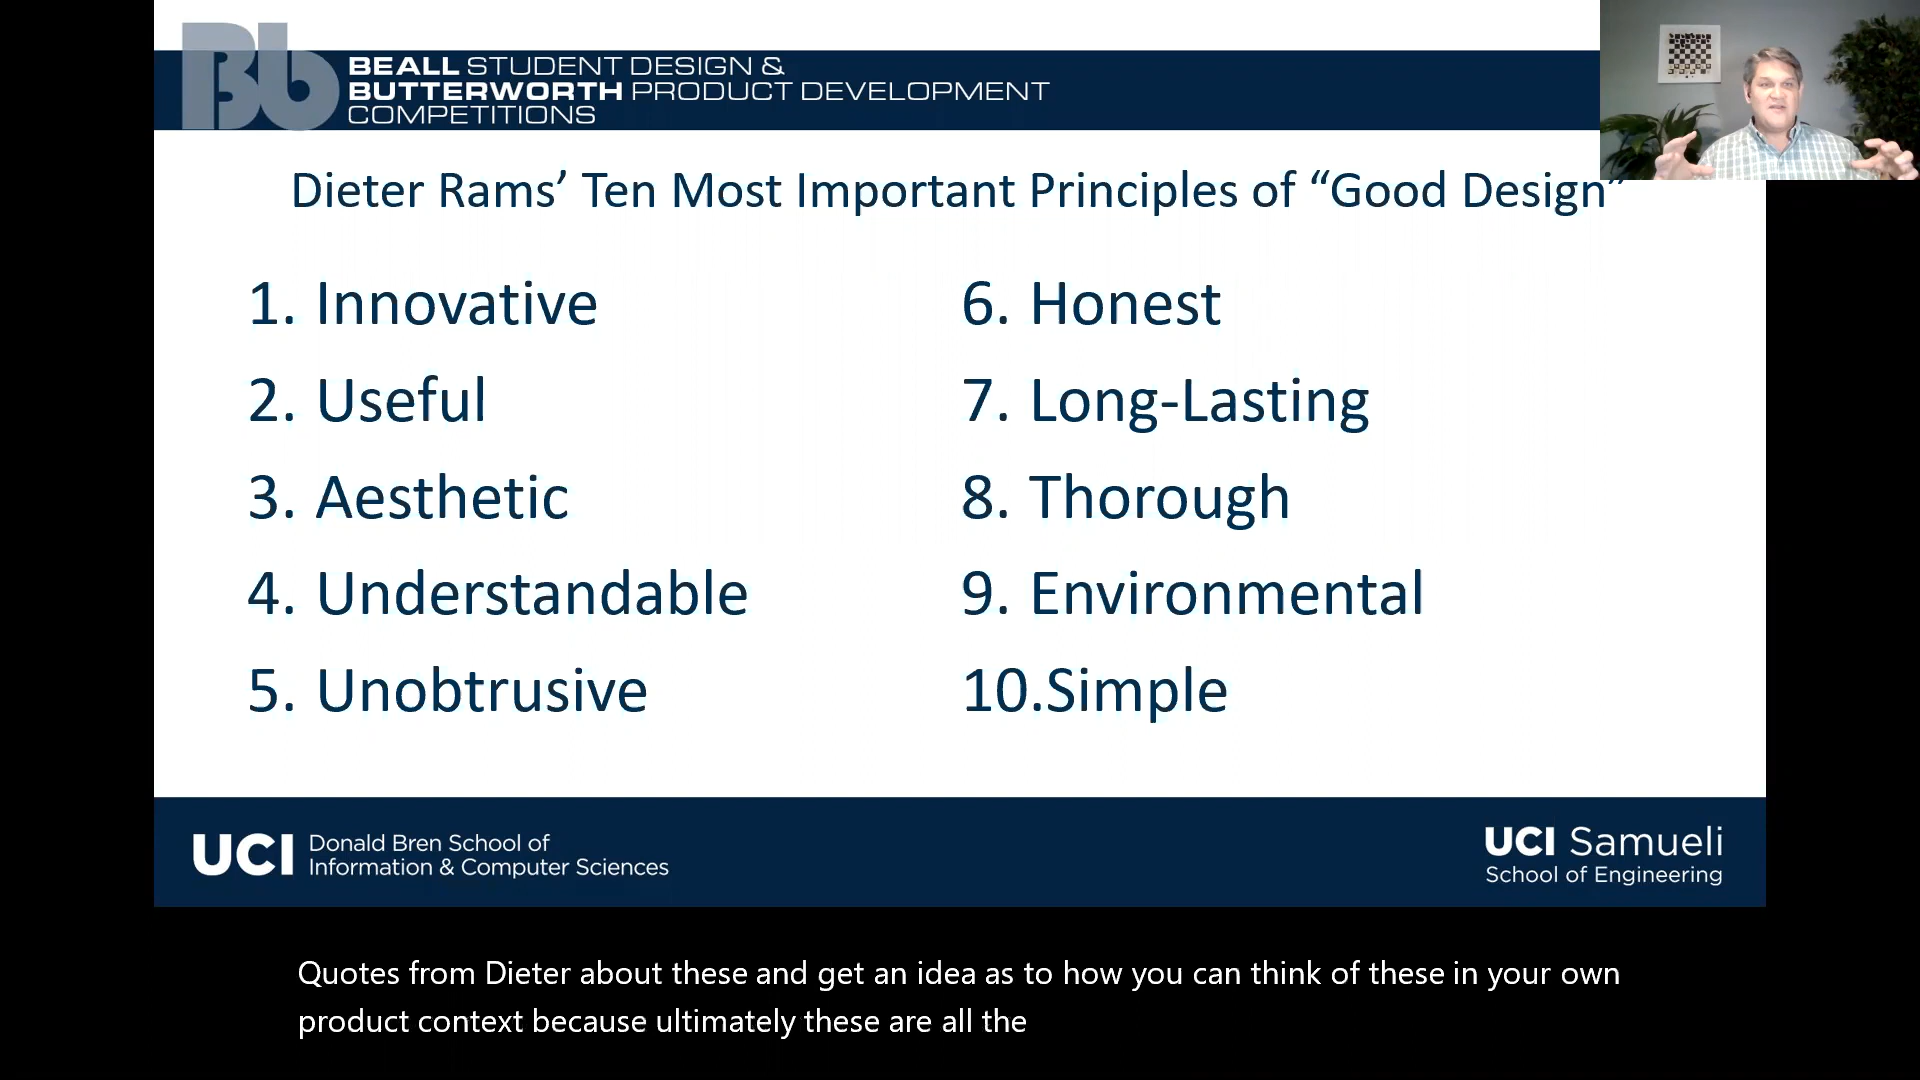 Bb
BEALL STUDENT DESIGN &
BUTTERWORTH PRODUCT DEVELOPMENT
COMPETITIONS
Dieter Rams’ Ten Most Important Principles of “Good Design”
1. Innovative
2. Useful
3. Aesthetic
4. Understandable
5. Unobtrusive
6. Honest
7. Long-Lasting
8. Thorough
9. Environmental
10.Simple
UCI Donald Bren School of
Information & Computer Sciences
UCI Samueli
School of Engineering
Quotes from Dieter about these and get an idea as to how you can think of these in your own
product context because ultimately these are all the